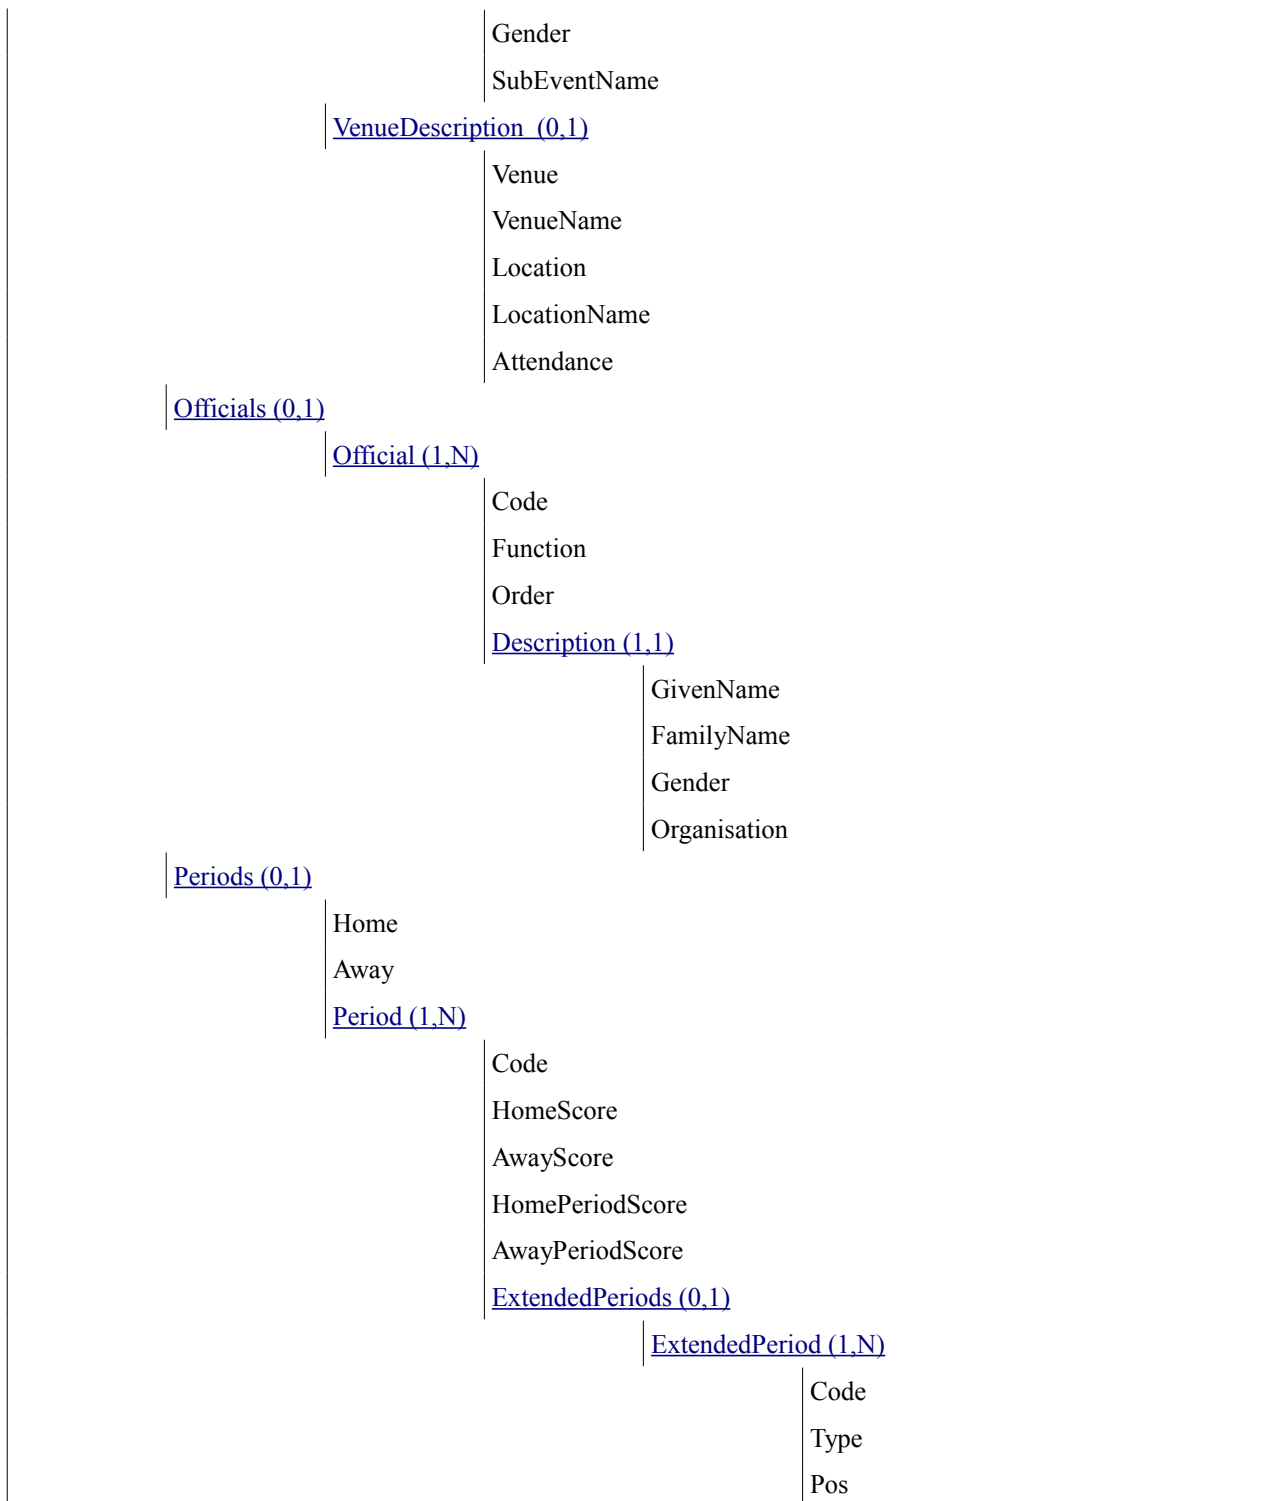 Gender
SubEventName
VenueDescription  (0,1)
Venue
VenueName
Location
LocationName
Attendance
Officials (0,1)
Official (1,N)
Code
Function
Order
Description (1,1)
GivenName
FamilyName
Gender
Organisation
Periods (0,1)
Home
Away
Period (1,N)
Code
HomeScore
AwayScore
HomePeriodScore
AwayPeriodScore
ExtendedPeriods (0,1)
ExtendedPeriod (1,N)
Code
Type
Pos